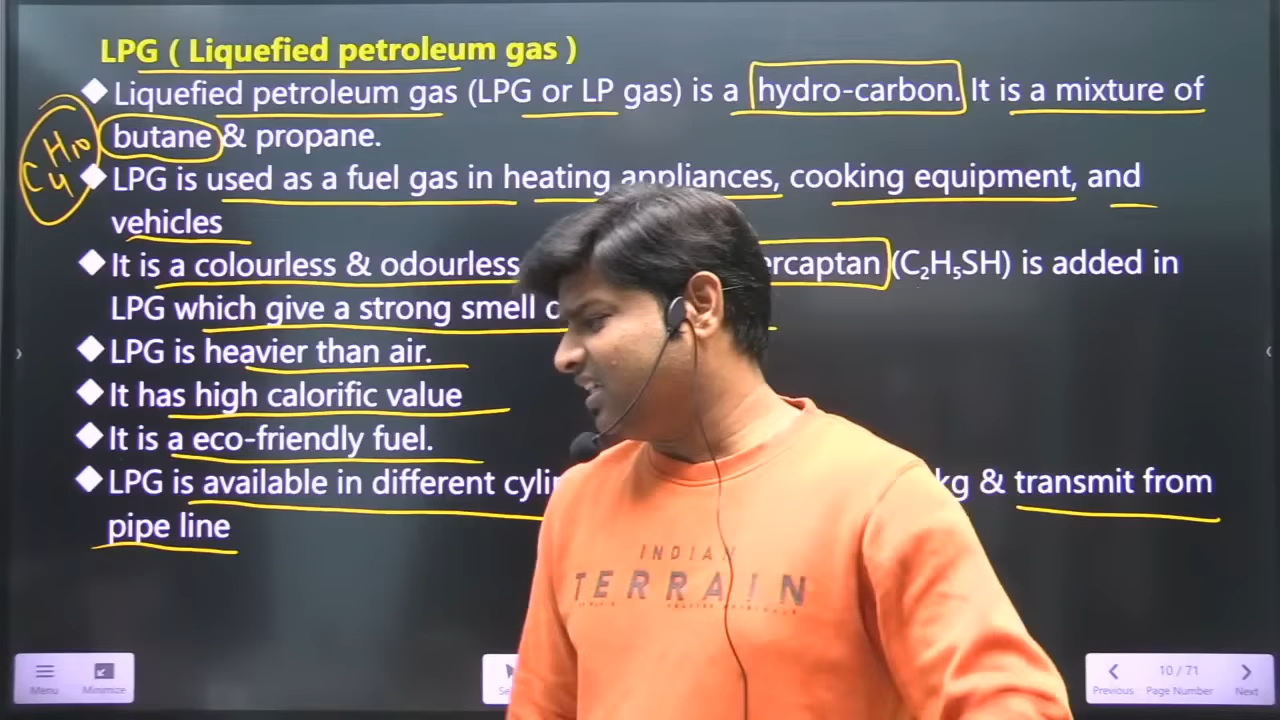 LPG ( Liquefied petroleum gas )
◆Liquefied petroleum gas (LPG or LP gas) is a hydro-carbon. It is a mixture of
butane & propane.
C4 H10
◆LPG is used as a fuel gas in heating appliances, cooking equipment, and
vehicles
◆It is a colourless & odourless (C₂H₅SH) is added in
LPG which give a strong smell
◆LPG is heavier than air.
◆It has high calorific value
◆It is a eco-friendly fuel.
◆LPG is available in different kg & transmit from
pipe line
INDIAN
TERRAIN
Menu
Minimize
Previous
10 / 71
Page Number
Next